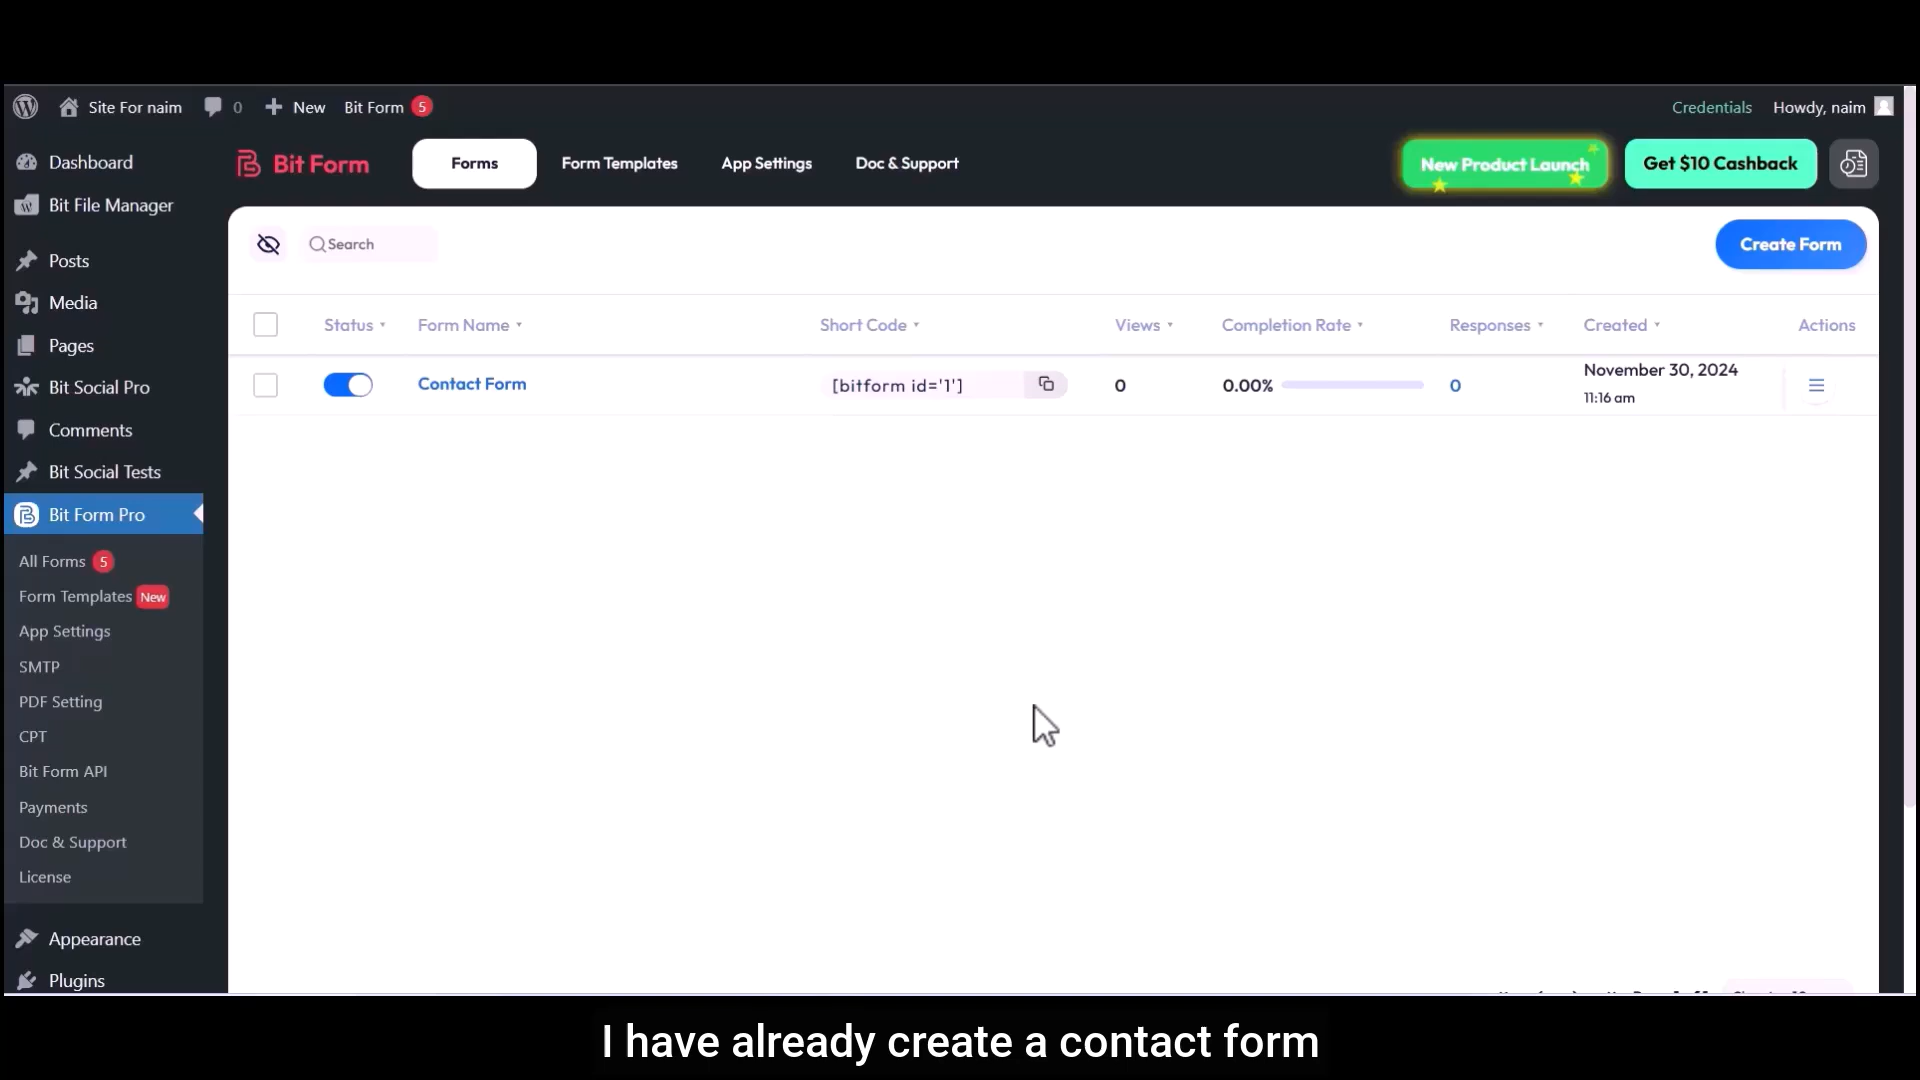 Site For naim 0 New Bit Form 5 Credentials Howdy, naim
Dashboard
Bit File Manager
Posts
Media
Pages
Bit Social Pro
Comments
Bit Social Tests
Bit Form Pro
All Forms 5
Form Templates New
App Settings
SMTP
PDF Setting
CPT
Bit Form API
Payments
Doc & Support
License
Appearance
Plugins
Bit Form Forms Form Templates App Settings Doc & Support New Product Launch Get $10 Cashback
Search Create Form
Status Form Name Short Code Views Completion Rate Responses Created Actions
Contact Form [bitform id='1'] 0 0.00% 0 November 30, 2024
11:16 am
I have already create a contact form